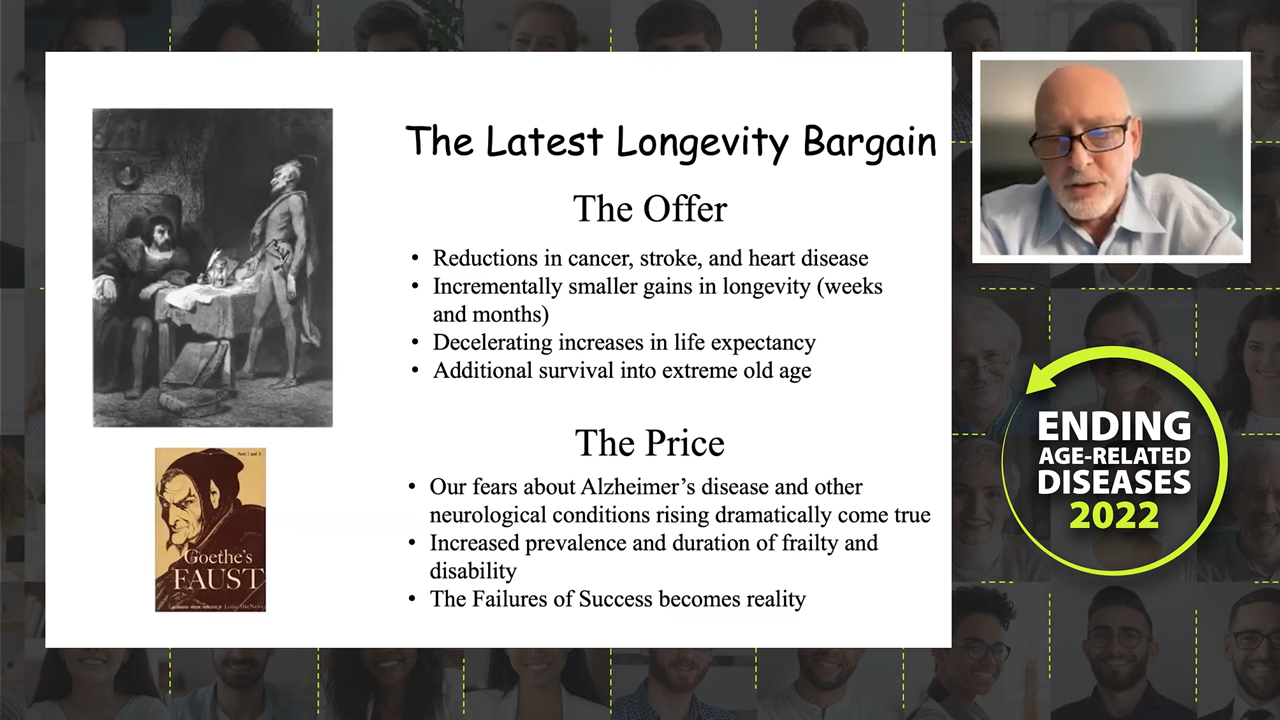 The Latest Longevity Bargain
The Offer
• Reductions in cancer, stroke, and heart disease
• Incrementally smaller gains in longevity (weeks
and months)
• Decelerating increases in life expectancy
• Additional survival into extreme old age
The Price
• Our fears about Alzheimer's disease and other
neurological conditions rising dramatically come true
• Increased prevalence and duration of frailty and
disability
• The Failures of Success becomes reality
Parts I and II
Goethe's
FAUST
ENDING
AGE-RELATED
DISEASES
2022